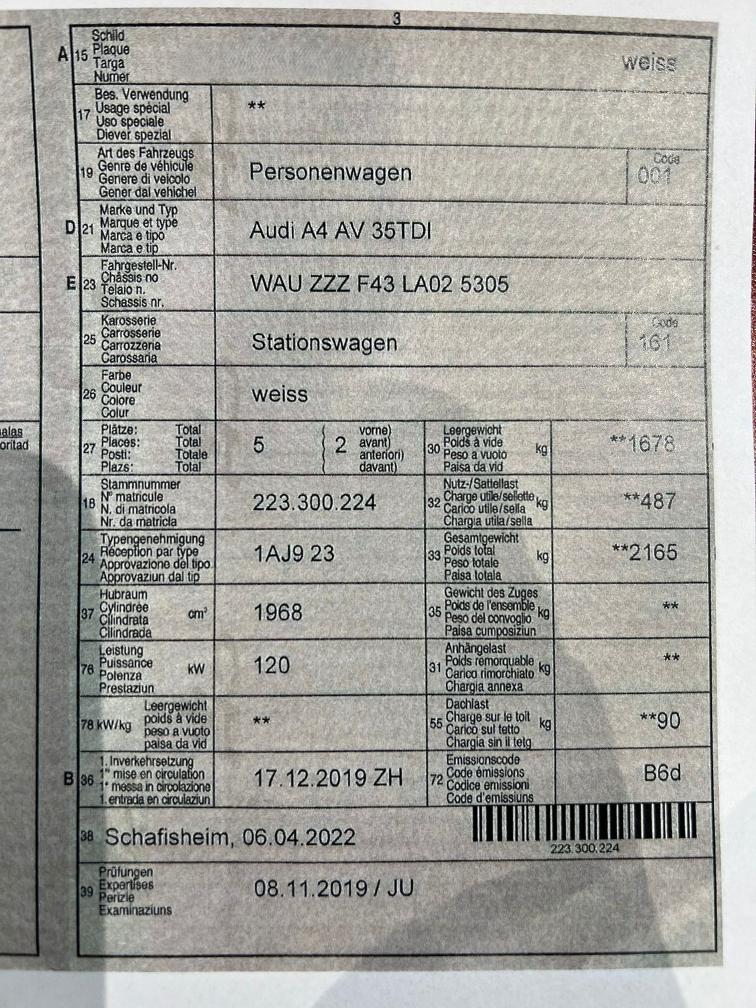 3
A 15 Schild
Plaque
Targa
Numer
weiss
17 Bes. Verwendung
Usage spécial
Uso speciale
Diever spezial
**
19 Art des Fahrzeugs
Genre de véhicule
Genere di veicolo
Gener dal vehichel
Personenwagen
Code
001
D 21 Marke und Typ
Marque et type
Marca e tipo
Marca e tip
Audi A4 AV 35TDI
E 23 Fahrgestell-Nr.
Châssis no
Telaio n.
Schassis nr.
WAU ZZZ F43 LA02 5305
25 Karosserie
Carrosserie
Carrozzeria
Carossaria
Stationswagen
Code
161
26 Farbe
Couleur
Colore
Colur
weiss
27 Plätze: Total
Places: Total
Posti: Totale
Plazs: Total
5 ( 2 vorne)
avant)
anteriori)
davant)
30 Leergewicht
Poids à vide
Peso a vuoto
Paisa da vid
kg
**1678
18 Stammnummer
N° matricule
N. di matricola
Nr. da matricla
223.300.224
32 Nutz-/Sattellast
Charge utile/sellette
Carico utile/sella
Chargia utila/sella
kg
**487
24 Typengenehmigung
Réception par type
Approvazione del tipo
Approvaziun dal tip
1AJ9 23
33 Gesamtgewicht
Poids total
Peso totale
Paisa totala
kg
**2165
37 Hubraum
Cylindrée
Cilindrata
Cilindrada
cm³
1968
35 Gewicht des Zuges
Poids de l'ensemble
Peso del convoglio
Paisa cumposiziun
kg
**
76 Leistung
Puissance
Potenza
Prestaziun
kW
120
31 Anhängelast
Poids remorquable
Carico rimorchiato
Chargia annexa
kg
**
78 kW/kg Leergewicht
poids à vide
peso a vuoto
paisa da vid
**
55 Dachlast
Charge sur le toit
Carico sul tetto
Chargia sin il tetg
kg
**90
B 36 1. Inverkehrsetzung
1re mise en circulation
1a messa in circolazione
1. entrada en circulaziun
17.12.2019 ZH
72 Emissionscode
Code émissions
Codice emissioni
Code d'emissiuns
B6d
38 Schafisheim, 06.04.2022
223.300.224
39 Prüfungen
Expertises
Perizie
Examinaziuns
08.11.2019 / JU